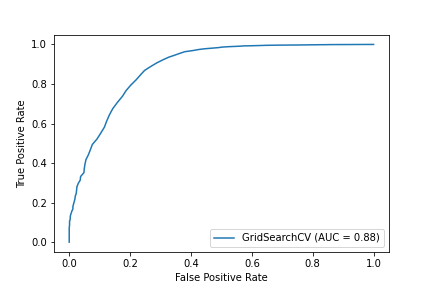 1.0
0.8
0.6
0.4
0.2
0.0
True Positive Rate
GridSearchCV (AUC = 0.88)
0.0 0.2 0.4 0.6 0.8 1.0
False Positive Rate